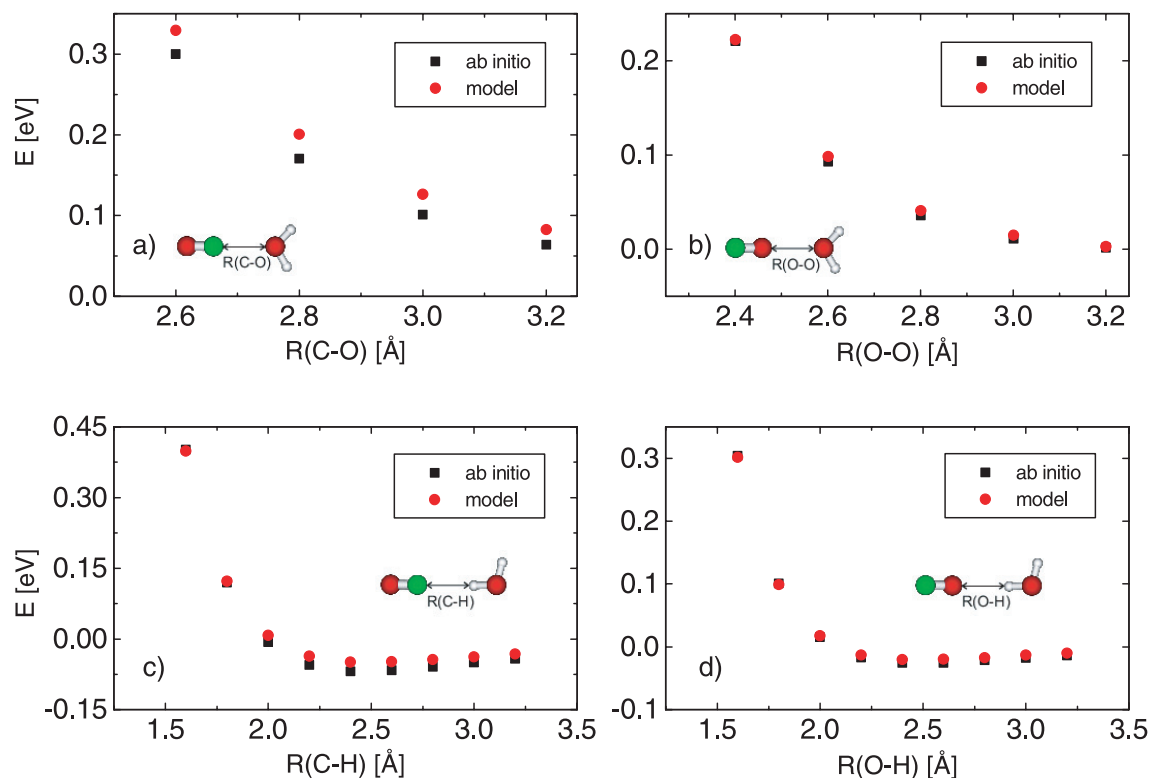 E [eV]
0.3
0.2
0.1
0.0
ab initio
model
a)
R(C-O)
2.6 2.8 3.0 3.2
R(C-O) [Å]
0.2
0.1
0.0
ab initio
model
b)
R(O-O)
2.4 2.6 2.8 3.0 3.2
R(O-O) [Å]
E [eV]
0.45
0.30
0.15
0.00
-0.15
ab initio
model
R(C-H)
c)
1.5 2.0 2.5 3.0 3.5
R(C-H) [Å]
0.3
0.2
0.1
-0.0
-0.1
ab initio
model
R(O-H)
d)
1.5 2.0 2.5 3.0 3.5
R(O-H) [Å]